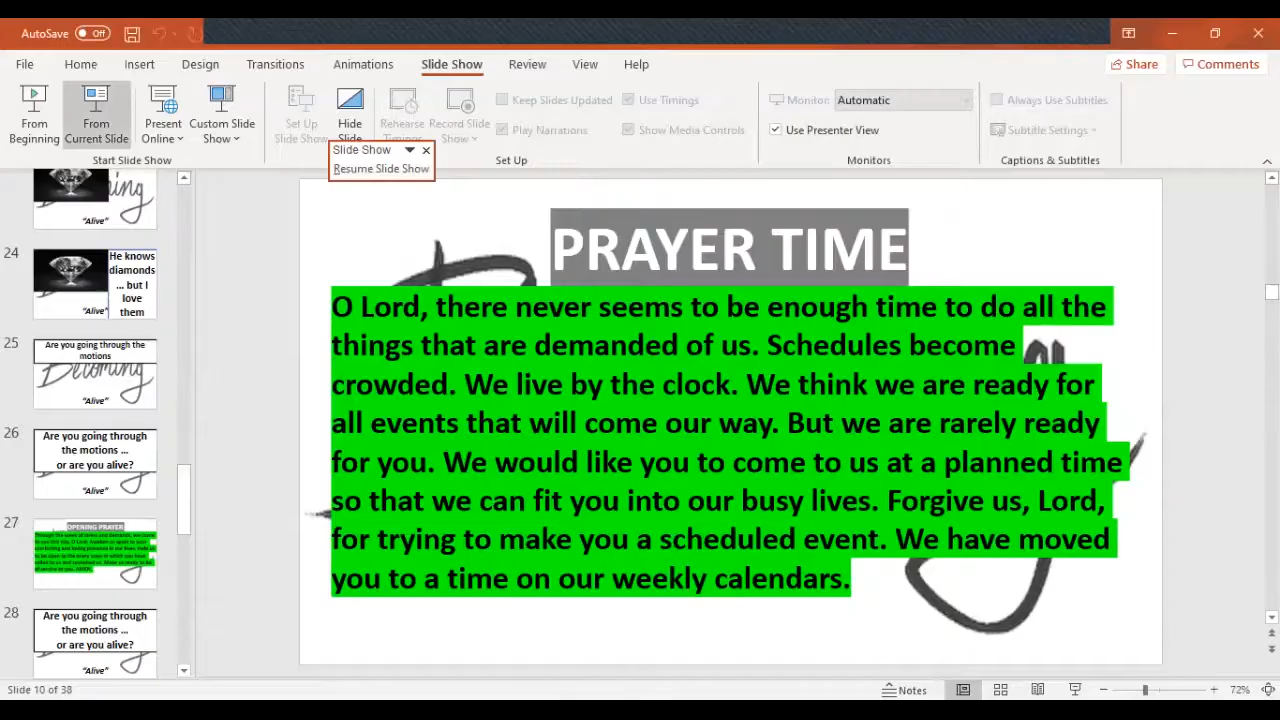 AutoSave Off
File Home Insert Design Transitions Animations Slide Show Review View Help Share Comments
From Beginning
From Current Slide
Present Online
Custom Slide Show
Set Up Slide Show
Hide Slide
Rehearse Timings
Record Slide Show
Keep Slides Updated
Play Narrations
Use Timings
Show Media Controls
Monitor: Automatic
Use Presenter View
Always Use Subtitles
Subtitle Settings
Start Slide Show
Set Up
Monitors
Captions & Subtitles
Slide Show
Resume Slide Show
"Alive"
24
He knows
diamonds
... but I
love
them
"Alive"
25
Are you going through the
motions
Becoming
"Alive"
26
Are you going through
the motions ...
or are you alive?
"Alive"
27
OPENING PRAYER
28
Are you going through
the motions ...
or are you alive?
"Alive"
PRAYER TIME
O Lord, there never seems to be enough time to do all the
things that are demanded of us. Schedules become
crowded. We live by the clock. We think we are ready for
all events that will come our way. But we are rarely ready
for you. We would like you to come to us at a planned time
so that we can fit you into our busy lives. Forgive us, Lord,
for trying to make you a scheduled event. We have moved
you to a time on our weekly calendars.
Slide 10 of 38
Notes
72%